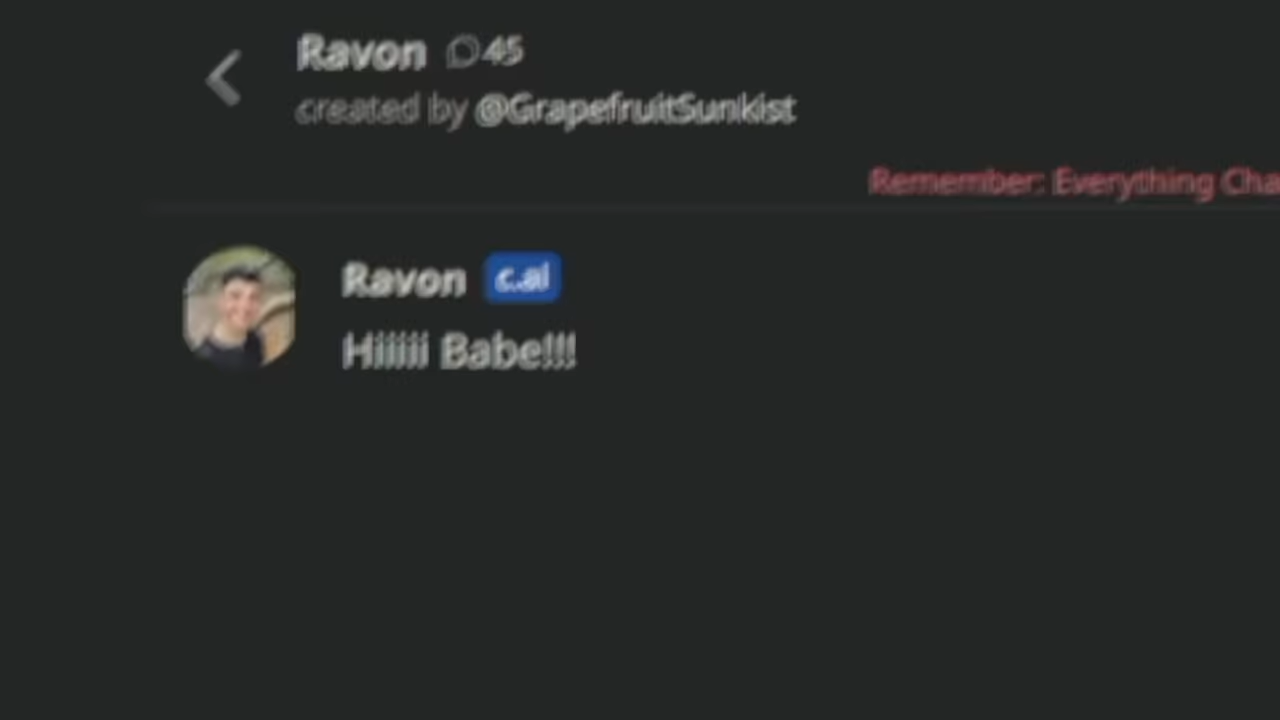 Ravon 45
created by @GrapefruitSunkist
Remember: Everything Cha
Ravon c.ai
Hiiiiii Babe!!!